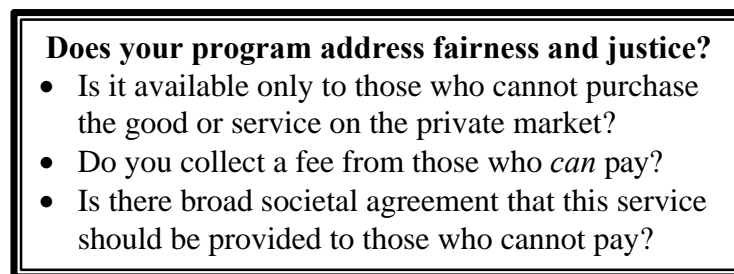 Does your program address fairness and justice?
• Is it available only to those who cannot purchase
the good or service on the private market?
• Do you collect a fee from those who can pay?
• Is there broad societal agreement that this service
should be provided to those who cannot pay?